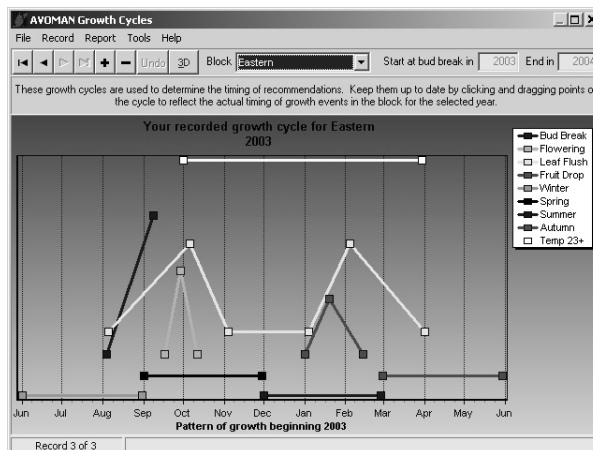 AVOMAN Growth Cycles
File Record Report Tools Help
Undo 3D Block Eastern Start at bud break in 2003 End in 2004
These growth cycles are used to determine the timing of recommendations. Keep them up to date by clicking and dragging points o
the cycle to reflect the actual timing of growth events in the block for the selected year.
Your recorded growth cycle for Eastern
2003
Bud Break
Flowering
Leaf Flush
Fruit Drop
Winter
Spring
Summer
Autumn
Temp 23+
Jun Jul Aug Sep Oct Nov Dec Jan Feb Mar Apr May Jun
Pattern of growth beginning 2003
Record 3 of 3